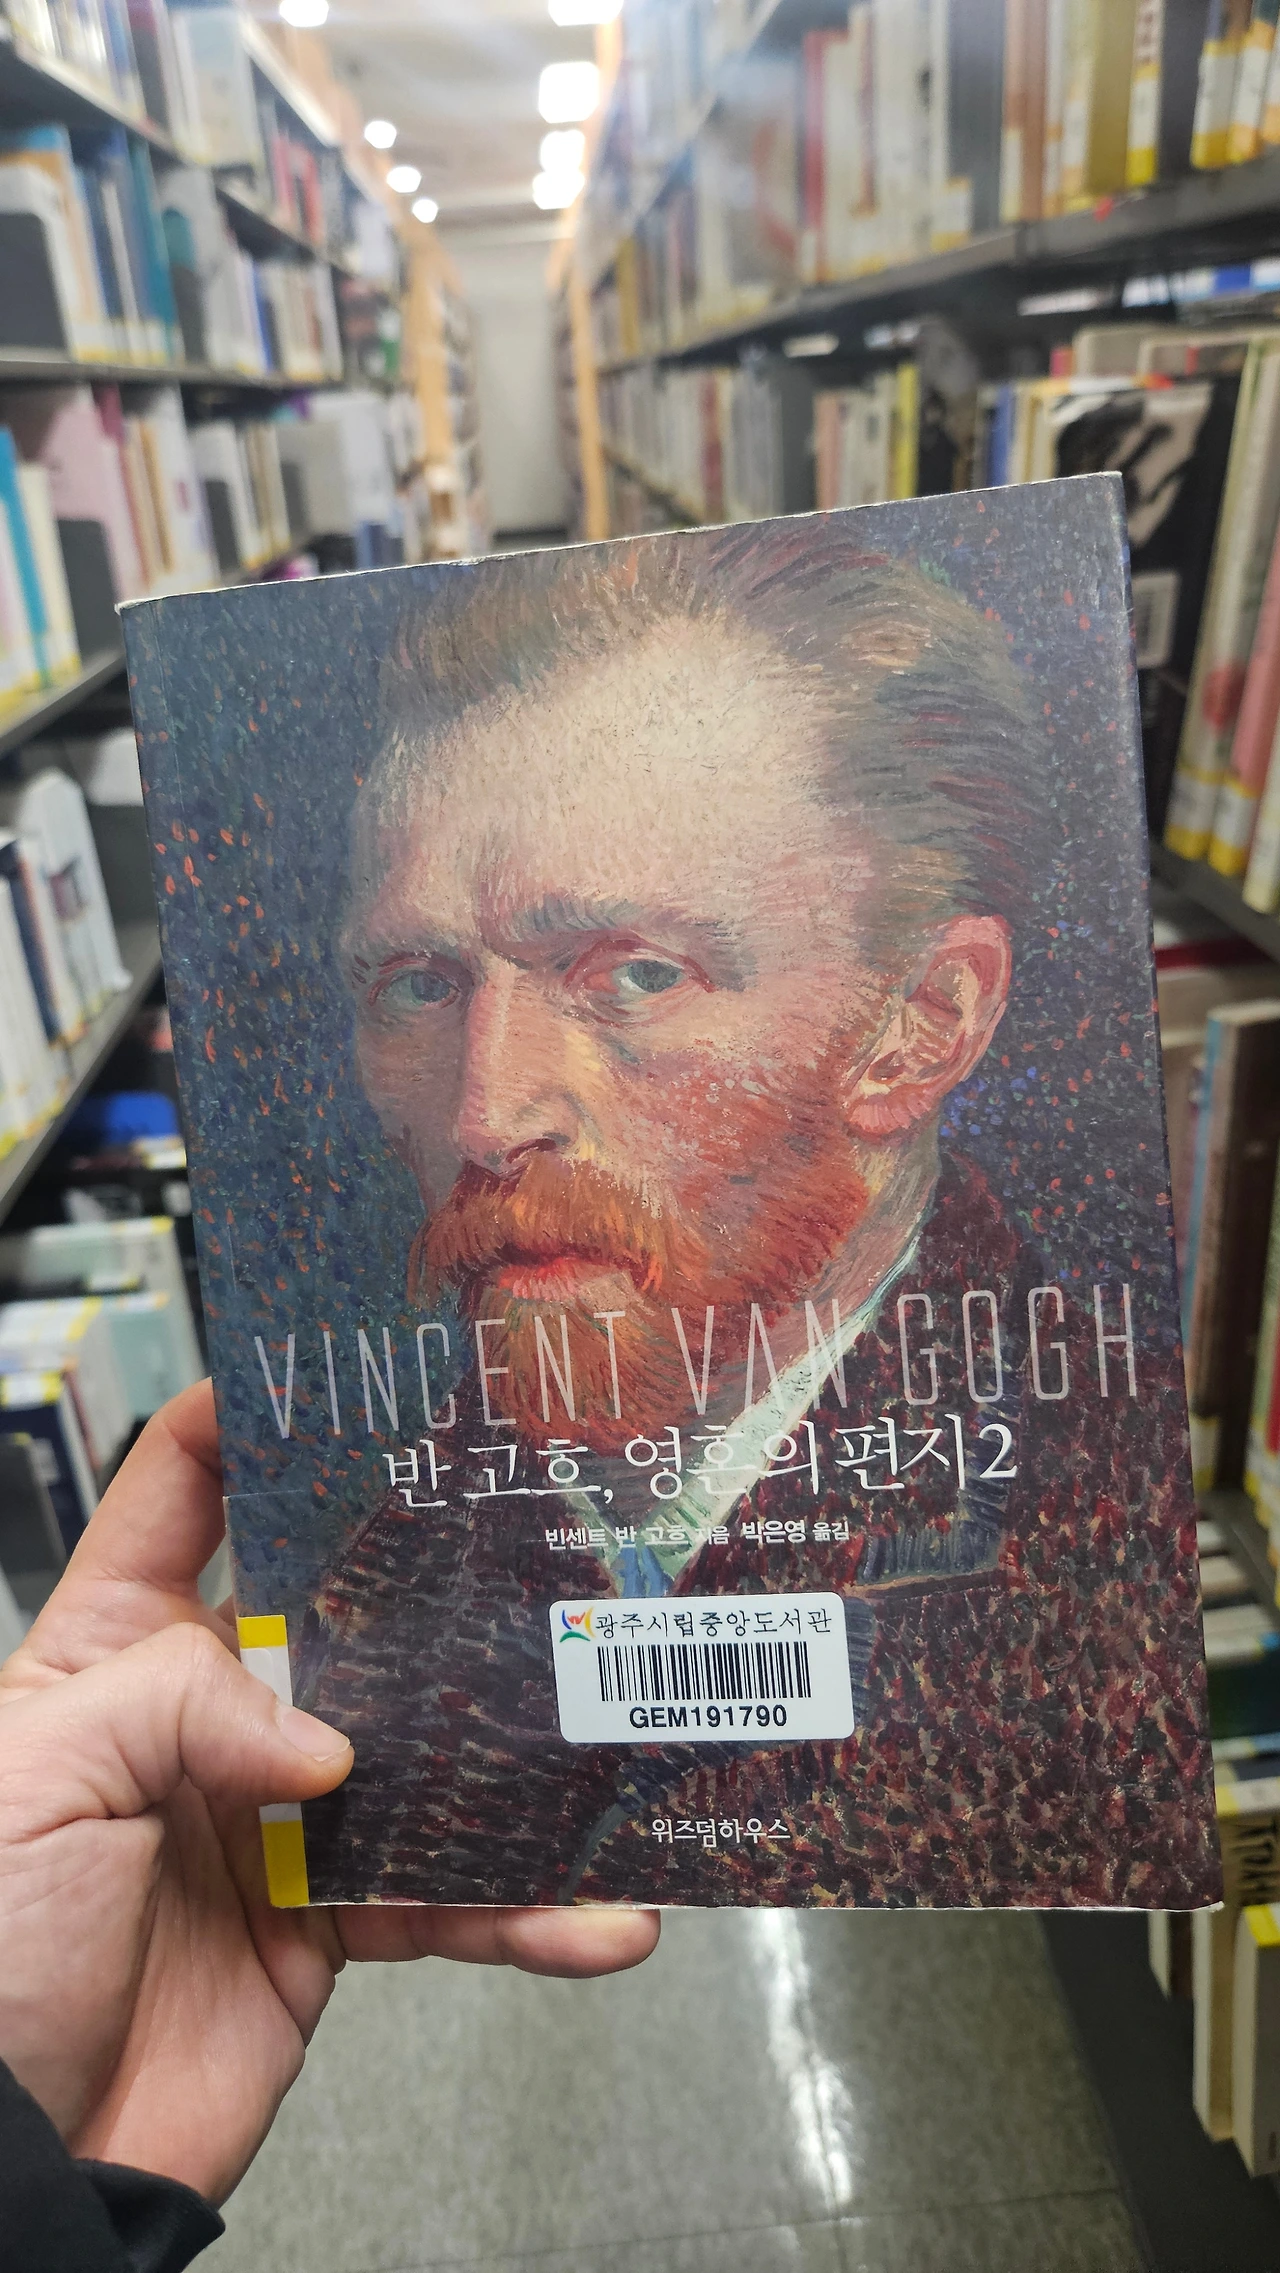 VINCENT VAN GOGH
반 고흐, 영혼의 편지 2
빈센트 반 고흐 지음 박은영 옮김
광주시립중앙도서관
GEM191790
위즈덤하우스